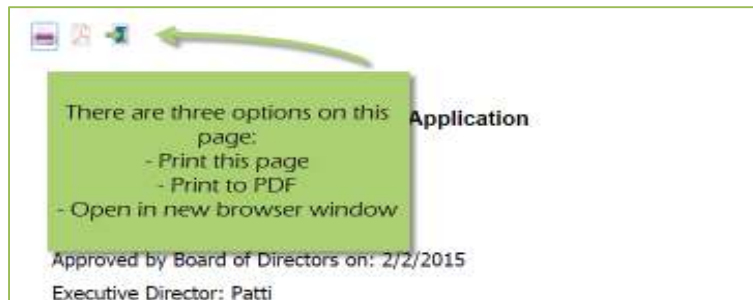 There are three options on this
page:
- Print this page
- Print to PDF
- Open in new browser window
Application
Approved by Board of Directors on: 2/2/2015
Executive Director: Patti